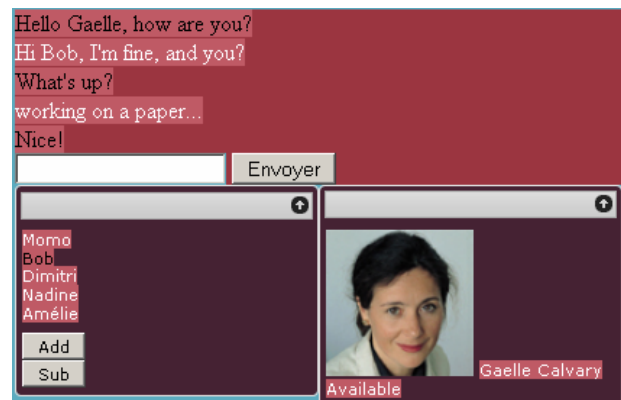 Hello Gaelle, how are you?
Hi Bob, I'm fine, and you?
What's up?
working on a paper...
Nice!
Envoyer
Momo
Bob
Dimitri
Nadine
Amélie
Add
Sub
Gaelle Calvary
Available